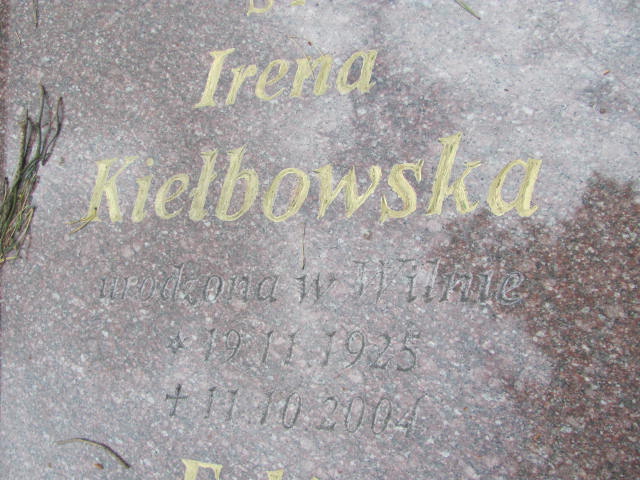 Irena
Kiełbowska
urodzona w Wilnie
* 19.11.1925
† 11.10.2004